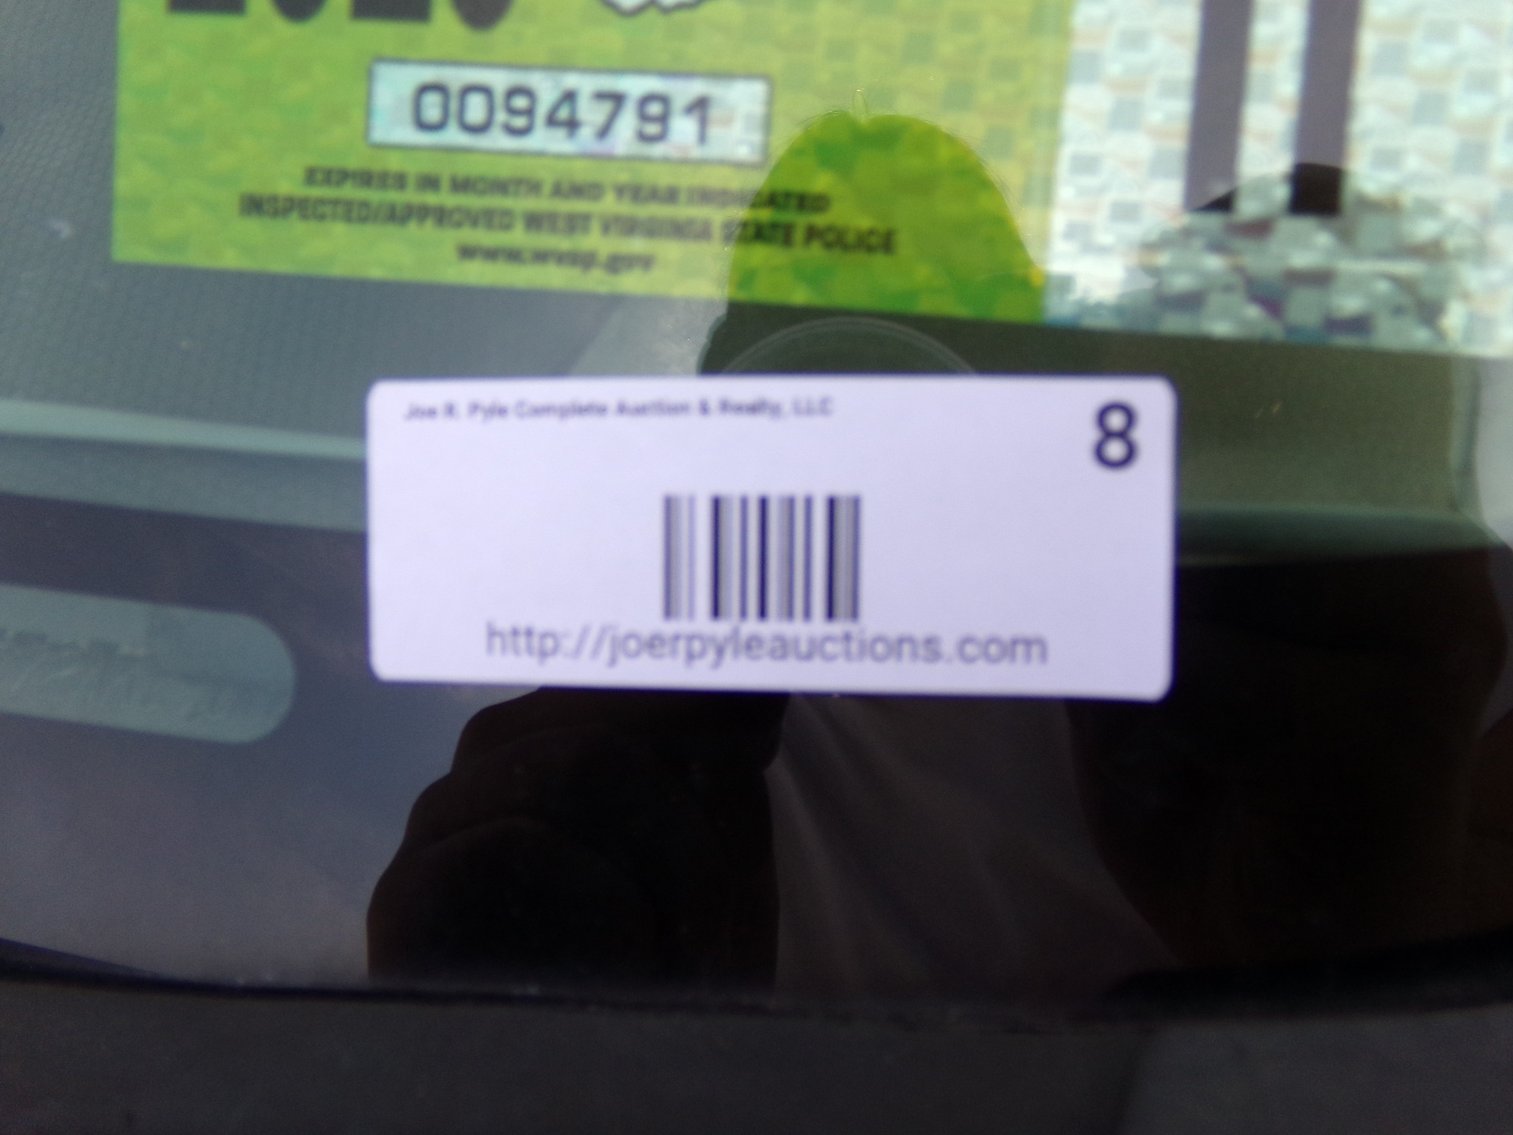 0094791
EXPIRES IN MONTH AND YEAR INDICATED
INSPECTED/APPROVED WEST VIRGINIA STATE POLICE
www.wvsp.gov
Joe R. Pyle Complete Auction & Realty, LLC
8
http://joerpyleauctions.com